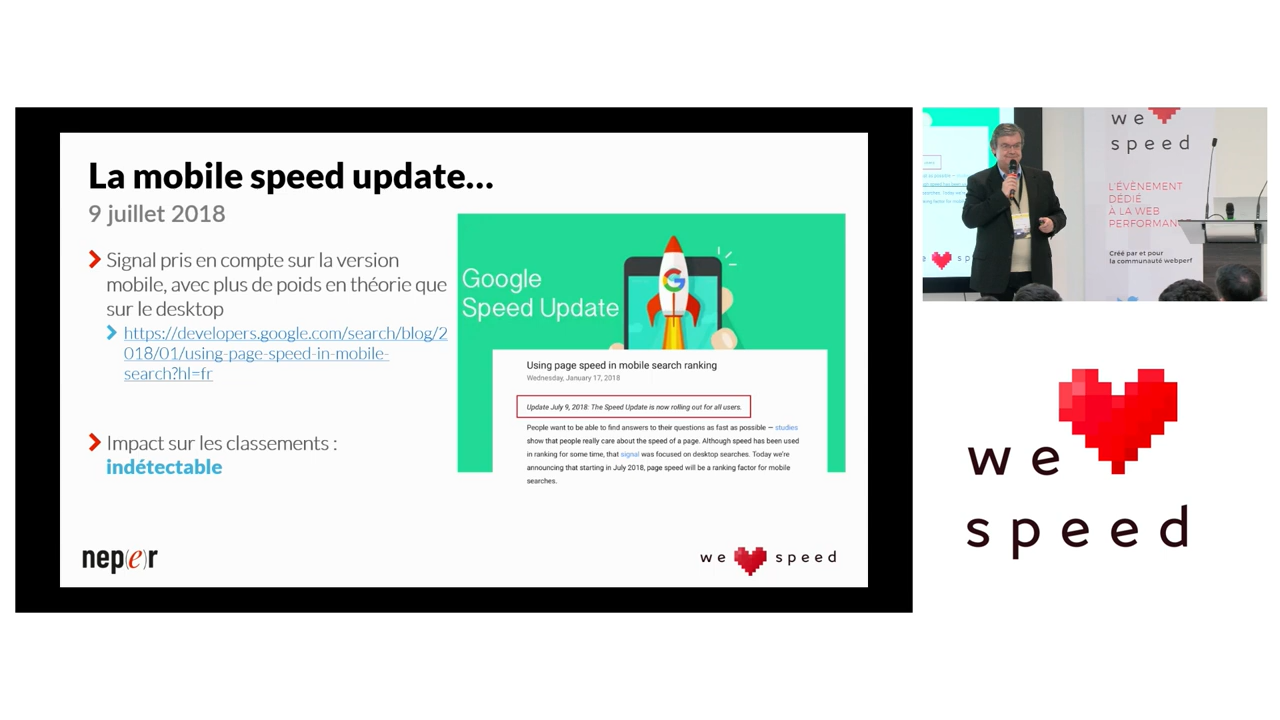 La mobile speed update...
9 juillet 2018
Signal pris en compte sur la version
mobile, avec plus de poids en théorie que
sur le desktop
https://developers.google.com/search/blog/2
018/01/using-page-speed-in-mobile-
search?hl=fr
Impact sur les classements :
indétectable
Google
Speed Update
G
Using page speed in mobile search ranking
Wednesday, January 17, 2018
Update July 9, 2018: The Speed Update is now rolling out for all users.
People want to be able to find answers to their questions as fast as possible — studies
show that people really care about the speed of a page. Although speed has been used
in ranking for some time, that signal was focused on desktop searches. Today we're
announcing that starting in July 2018, page speed will be a ranking factor for mobile
searches.
nep(e)r
we speed
we
speed
L'ÉVÈNEMENT
DÉDIÉ
À LA WEB
Créé par et pour
la communauté webperf
we
speed